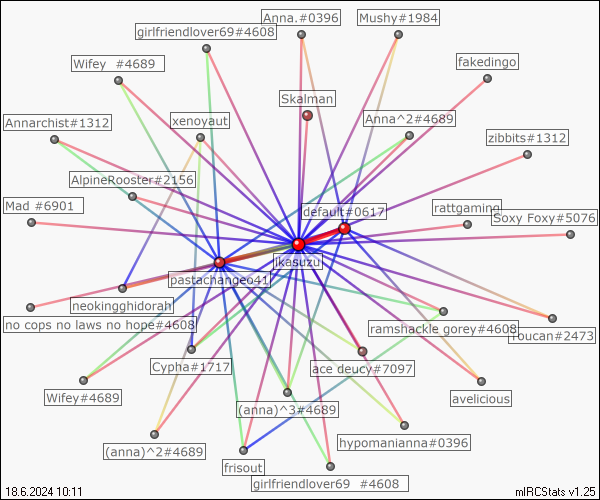 Anna.#0396
Mushy#1984
girlfriendlover69#4608
Wifey #4689
fakedingo
Skalman
Annarchist#1312
xenoyaut
Anna^2#4689
zibbits#1312
AlpineRooster#2156
Mad #6901
default#0617
rattgaming
Soxy Foxy#5076
jkasuzu
pastachangeo41
neokingghidorah
no cops no laws no hope#4608
ramshackle gorey#4608
Toucan#2473
Cypha#1717
ace deucy#7097
Wifey#4689
avelicious
(anna)^3#4689
(anna)^2#4689
hypomanianna#0396
frisout
girlfriendlover69 #4608
18.6.2024 10:11
mIRCStats v1.25